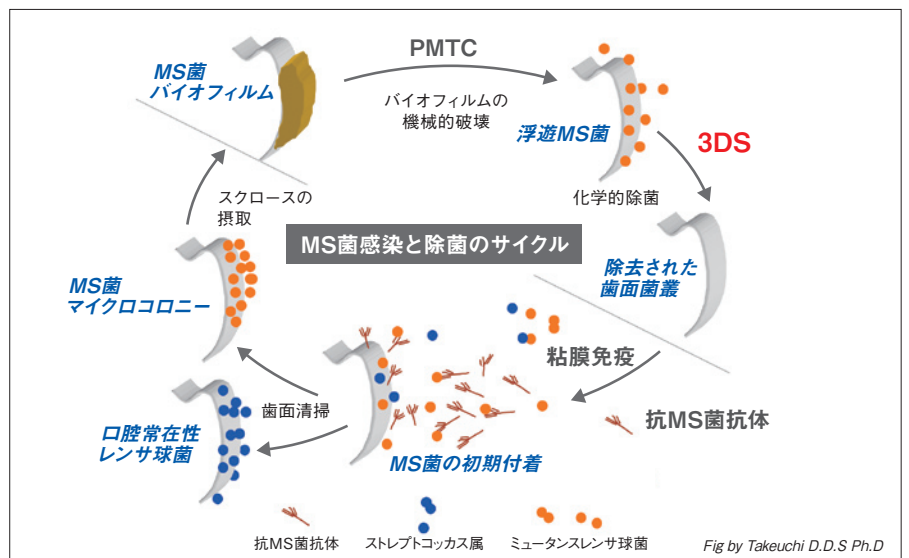 PMTC
MS菌
バイオフィルム
バイオフィルムの
機械的破壊
浮遊MS菌
3DS
化学的除菌
スクロースの
摂取
MS菌感染と除菌のサイクル
MS菌
マイクロコロニー
除去された
歯面菌叢
粘膜免疫
抗MS菌抗体
歯面清掃
口腔常在性
レンサ球菌
MS菌の初期付着
抗MS菌抗体
ストレプトコッカス属
ミュータンスレンサ球菌
Fig by Takeuchi D.D.S Ph.D